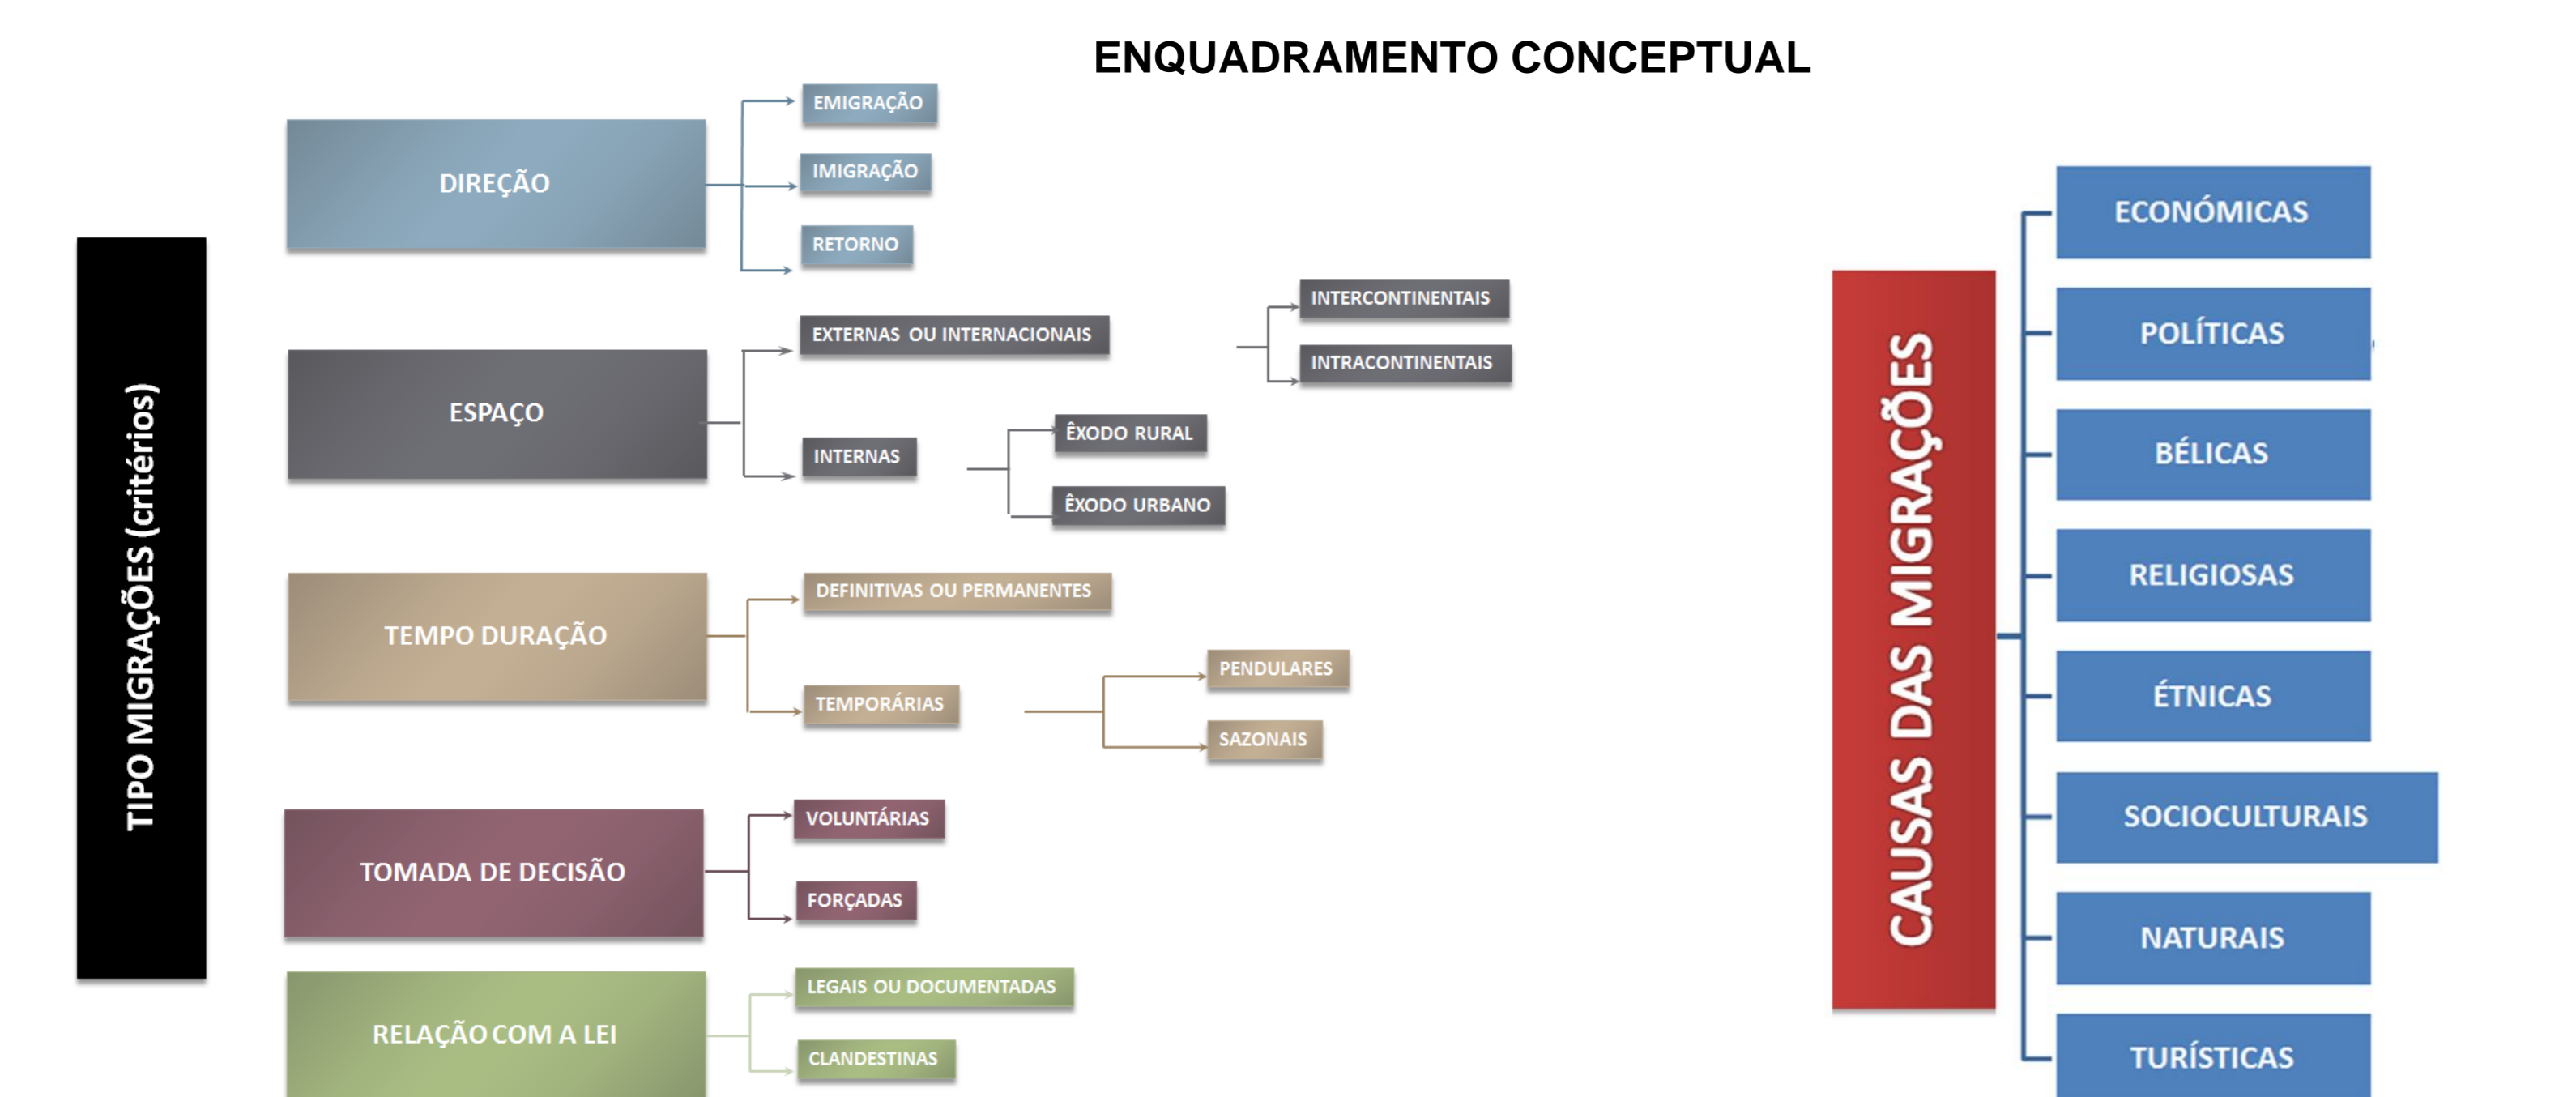 ENQUADRAMENTO CONCEPTUAL
TIPO MIGRAÇÕES (critérios)
DIREÇÃO
EMIGRAÇÃO
IMIGRAÇÃO
RETORNO
ESPAÇO
EXTERNAS OU INTERNACIONAIS
INTERCONTINENTAIS
INTRACONTINENTAIS
INTERNAS
ÊXODO RURAL
ÊXODO URBANO
TEMPO DURAÇÃO
DEFINITIVAS OU PERMANENTES
TEMPORÁRIAS
PENDULARES
SAZONAIS
TOMADA DE DECISÃO
VOLUNTÁRIAS
FORÇADAS
RELAÇÃO COM A LEI
LEGAIS OU DOCUMENTADAS
CLANDESTINAS
CAUSAS DAS MIGRAÇÕES
ECONÓMICAS
POLÍTICAS
BÉLICAS
RELIGIOSAS
ÉTNICAS
SOCIOCULTURAIS
NATURAIS
TURÍSTICAS